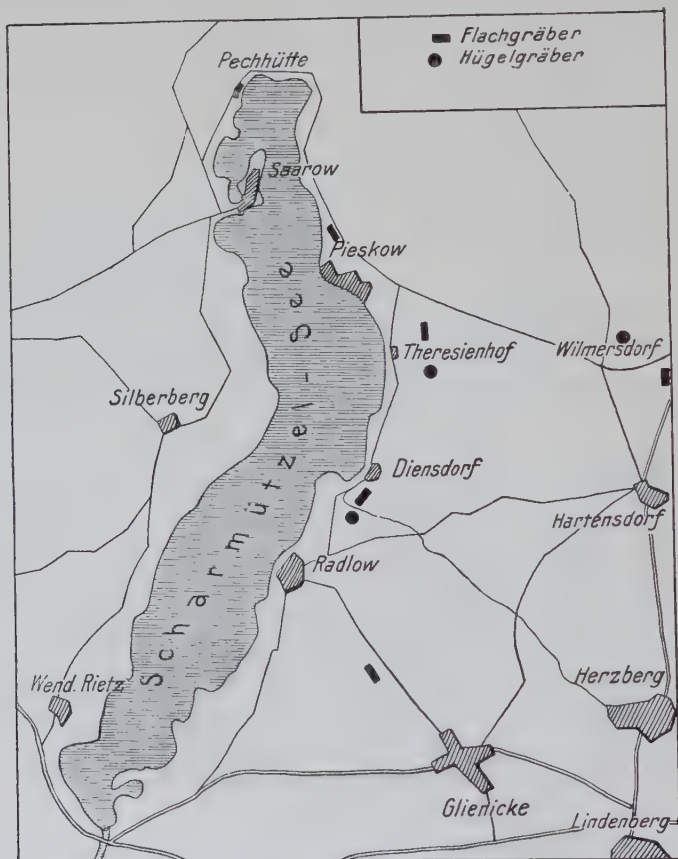 Flachgräber
Hügelgräber
Pechhütte
Saarow
Pieskow
Theresienhof
Wilmersdorf
Silberberg
Scharmützel-See
Diensdorf
Hartensdorf
Radlow
Wend. Rietz
Herzberg
Glienicke
Lindenberg